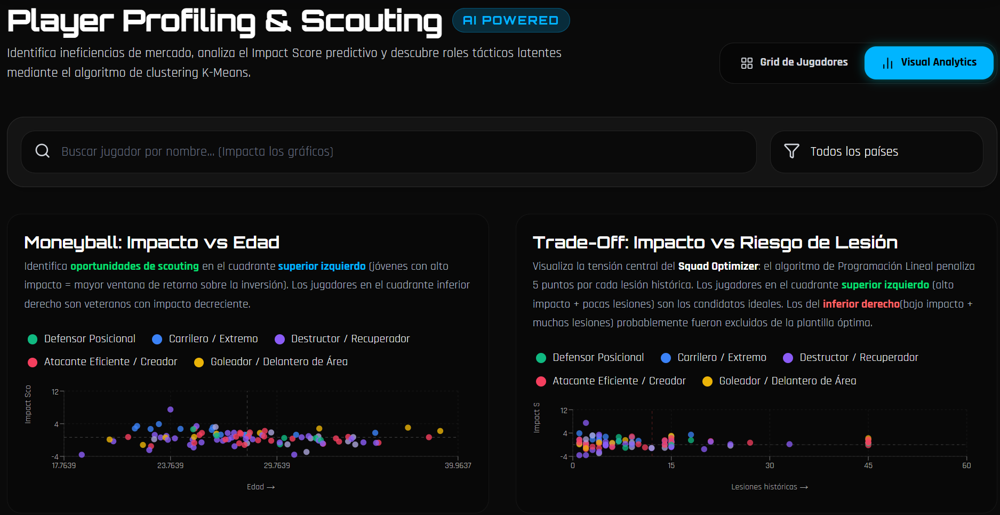 Player Profiling & Scouting
AI POWERED
Identifica ineficiencias de mercado, analiza el Impact Score predictivo y descubre roles tácticos latentes
mediante el algoritmo de clustering K-Means.
Grid de Jugadores
Visual Analytics
Buscar jugador por nombre... (Impacta los gráficos)
Todos los países
Moneyball: Impacto vs Edad
Identifica oportunidades de scouting en el cuadrante superior izquierdo (jóvenes con alto
impacto = mayor ventana de retorno sobre la inversión). Los jugadores en el cuadrante inferior
derecho son veteranos con impacto decreciente.
Defensor Posicional
Carrilero / Extremo
Destructor / Recuperador
Atacante Eficiente / Creador
Goleador / Delantero de Área
Impact Sco
12
4
-4
17.7639
23.7639
29.7639
39.9637
Edad →
Trade-Off: Impacto vs Riesgo de Lesión
Visualiza la tensión central del Squad Optimizer: el algoritmo de Programación Lineal penaliza
5 puntos por cada lesión histórica. Los jugadores en el cuadrante superior izquierdo (alto
impacto + pocas lesiones) son los candidatos ideales. Los del inferior derecho(bajo impacto +
muchas lesiones) probablemente fueron excluidos de la plantilla óptima.
Defensor Posicional
Carrilero / Extremo
Destructor / Recuperador
Atacante Eficiente / Creador
Goleador / Delantero de Área
Impact S
12
4
-4
0
15
30
45
60
Lesiones históricas →